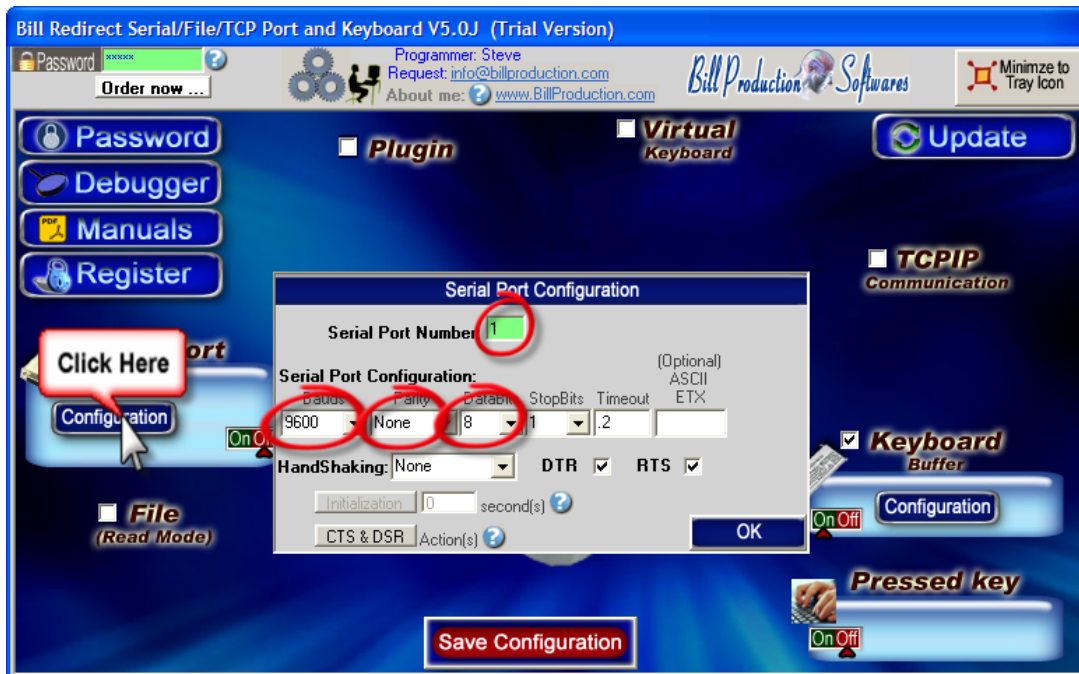 Bill Redirect Serial/File/TCP Port and Keyboard V5.0J (Trial Version)
Password *****
Order now ...
Programmer: Steve
Request: info@billproduction.com
About me: www.BillProduction.com
Bill Production Softwares
Minimze to
Tray Icon
Password
Debugger
Manuals
Register
Plugin
Virtual
Keyboard
Update
TCPIP
Communication
Click Here
ort
Configuration
On
Serial Port Configuration
Serial Port Number 1
Serial Port Configuration:
(Optional)
ASCII
ETX
Bauds Parity DataBits StopBits Timeout
9600 None 8 1 .2
HandShaking: None DTR RTS
Initialization 0 second(s)
CTS & DSR Action(s)
OK
File
(Read Mode)
Keyboard
Buffer
Configuration
On Off
Pressed key
On Off
Save Configuration